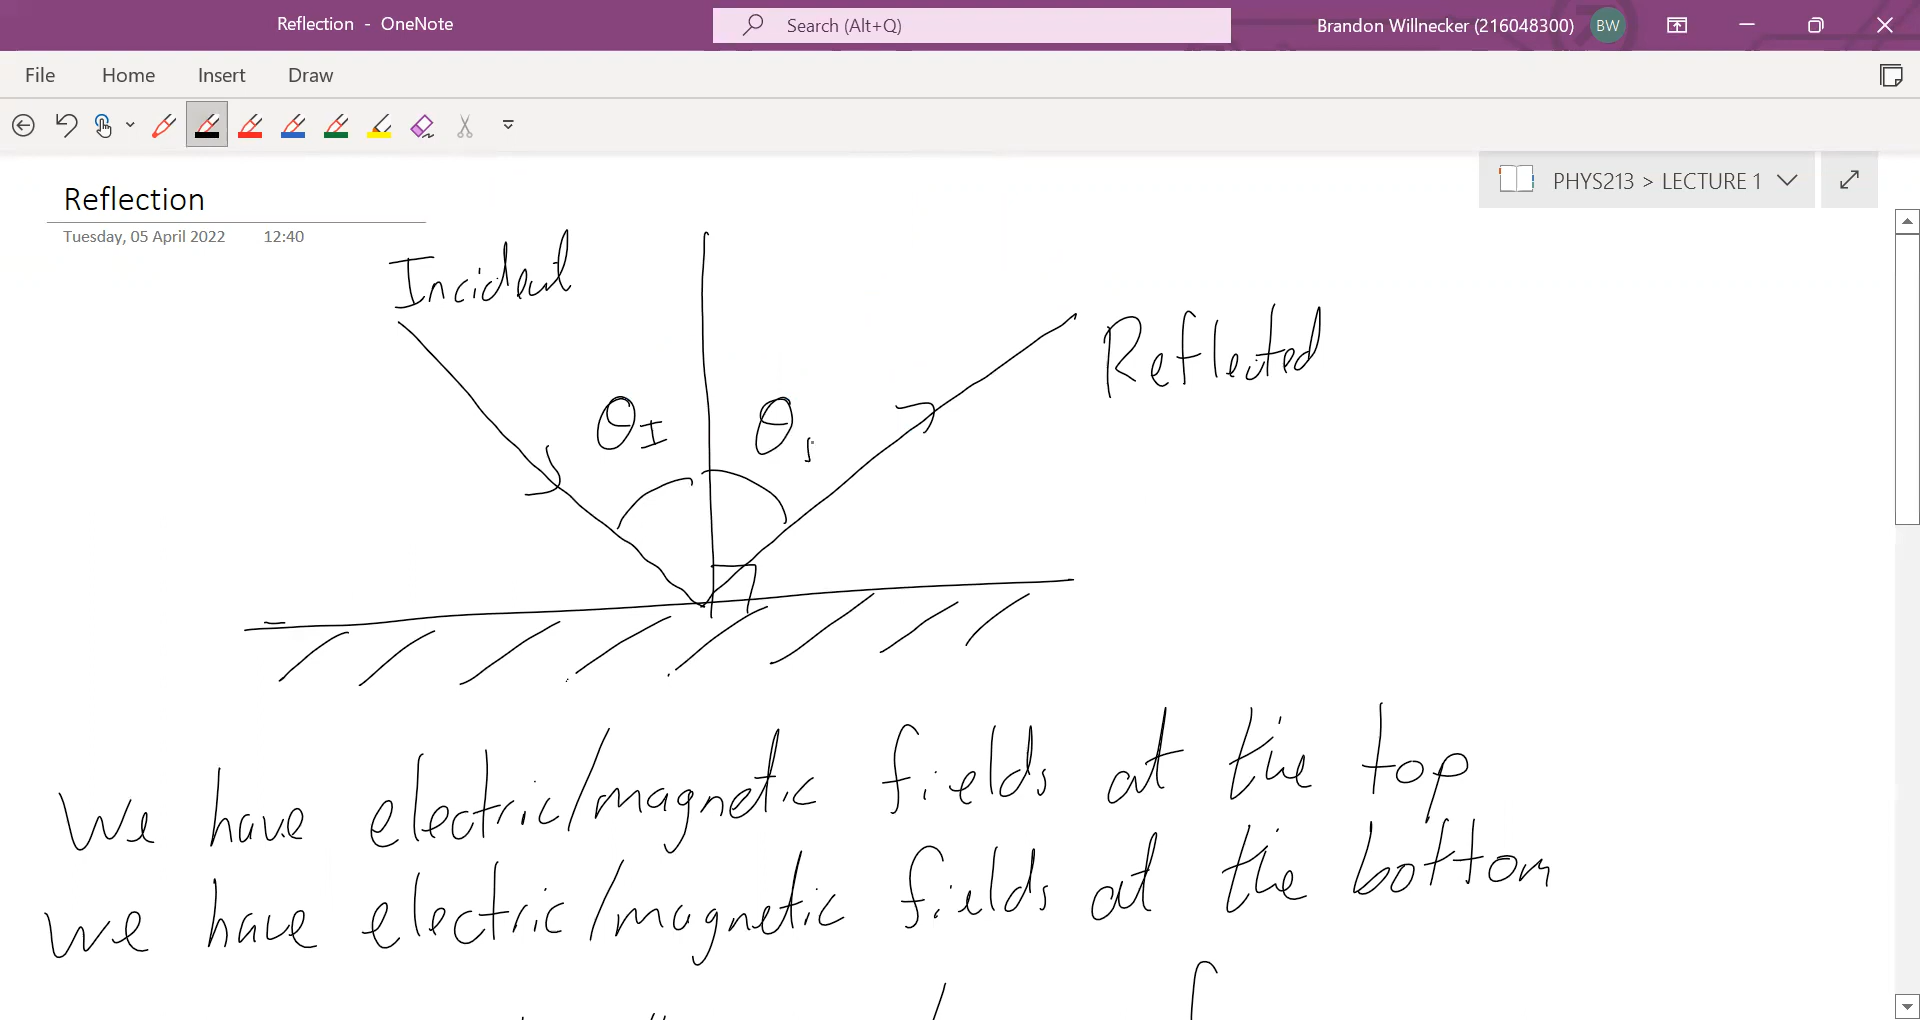 Reflection - OneNote
Search (Alt+Q)
Brandon Willnecker (216048300)
BW
File Home Insert Draw
PHYS213 > LECTURE 1
Reflection
Tuesday, 05 April 2022 12:40
Incident
Reflected
θI θ
We have electric/magnetic fields at the top
we have electric/magnetic fields at the bottom